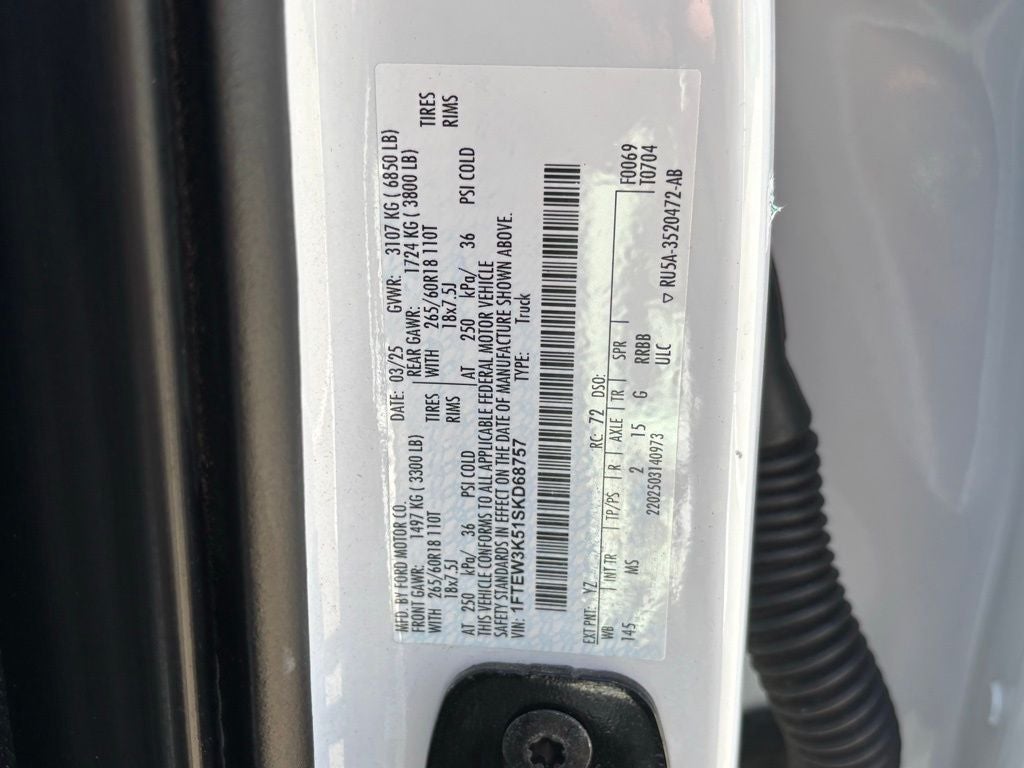 MFD. BY FORD MOTOR CO.
DATE: 03/25 GVWR: 3107 KG ( 6850 LB)
FRONT GAWR: 1497 KG ( 3300 LB) REAR GAWR: 1724 KG ( 3800 LB)
WITH 265/60R18 110T TIRES WITH 265/60R18 110T TIRES
18x7.5J RIMS 18x7.5J RIMS
AT 250 kPa/ 36 PSI COLD AT 250 kPa/ 36 PSI COLD
THIS VEHICLE CONFORMS TO ALL APPLICABLE FEDERAL MOTOR VEHICLE
SAFETY STANDARDS IN EFFECT ON THE DATE OF MANUFACTURE SHOWN ABOVE.
VIN: 1FTEW3K51SKD68757 TYPE: Truck
EXT PNT: YZ RC: 72 DSO: F0069
WB INT TR TP/PS R AXLE TR SPR T0704
145 MS 2 15 G RRBB
ULC
2202503140973 ▽ RU5A-3520472-AB